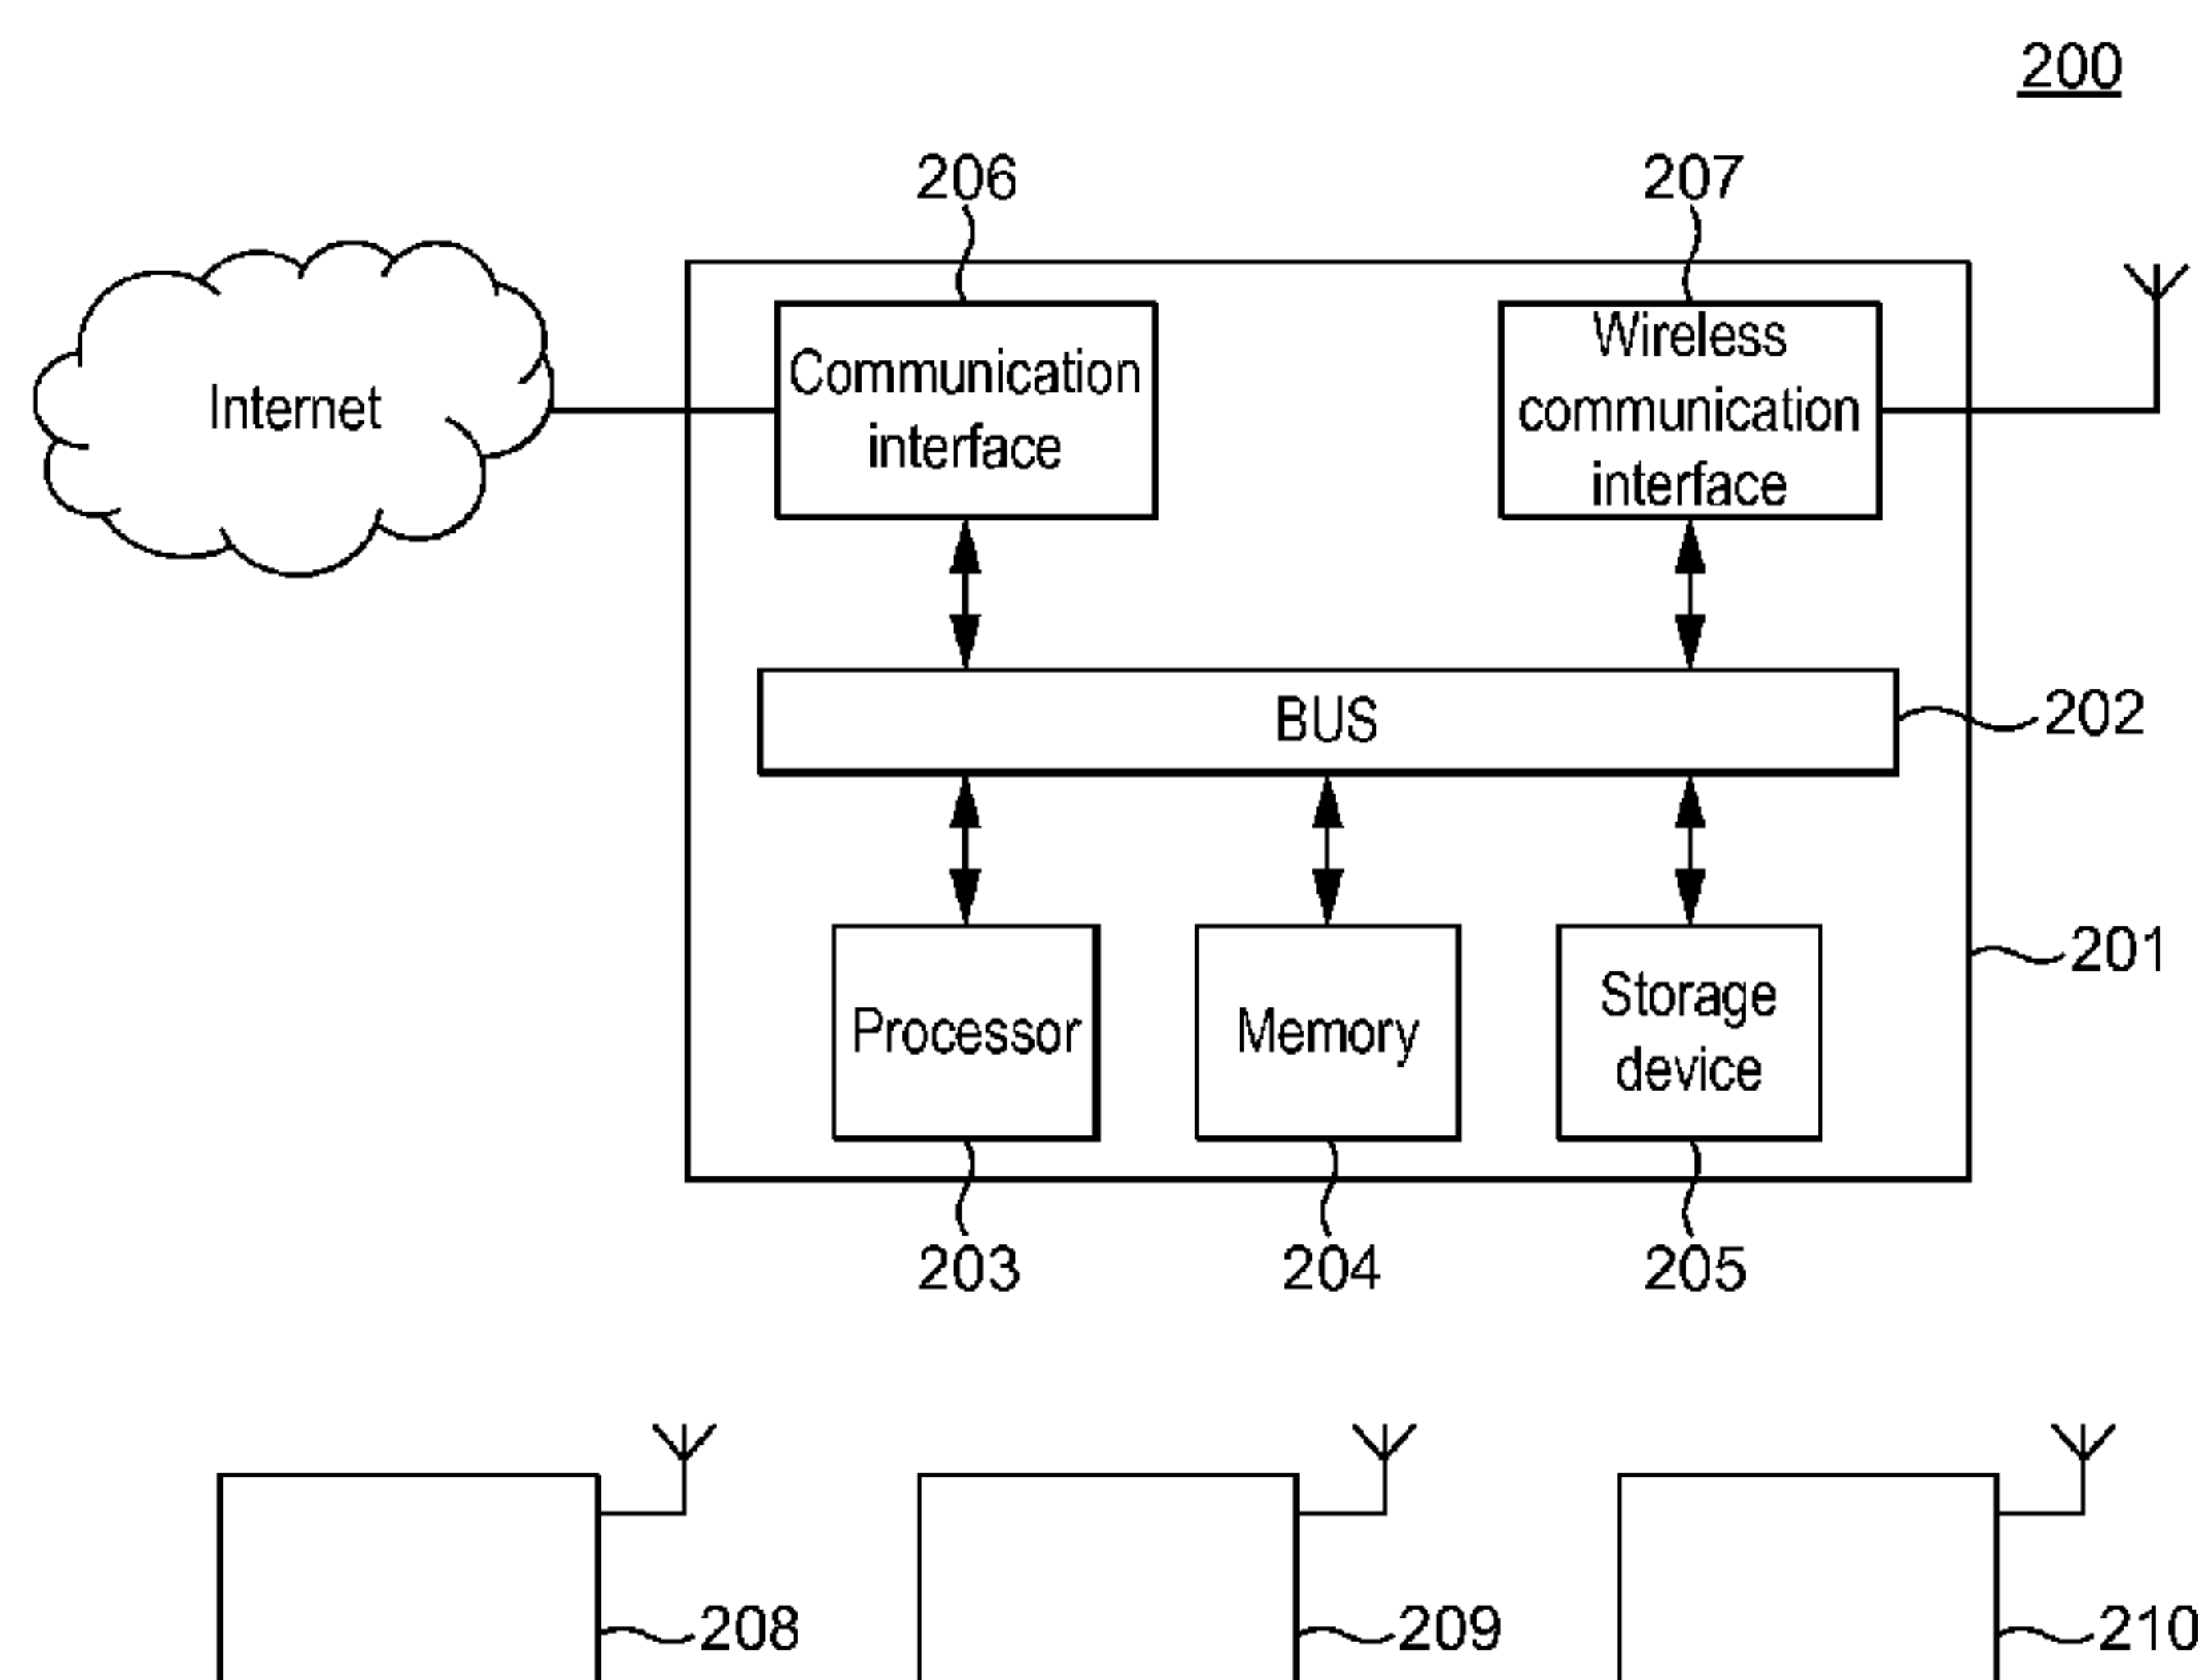 200
206
207
Internet
Communication
interface
Wireless
communication
interface
BUS
202
201
Processor
Memory
Storage
device
203
204
205
208
209
210